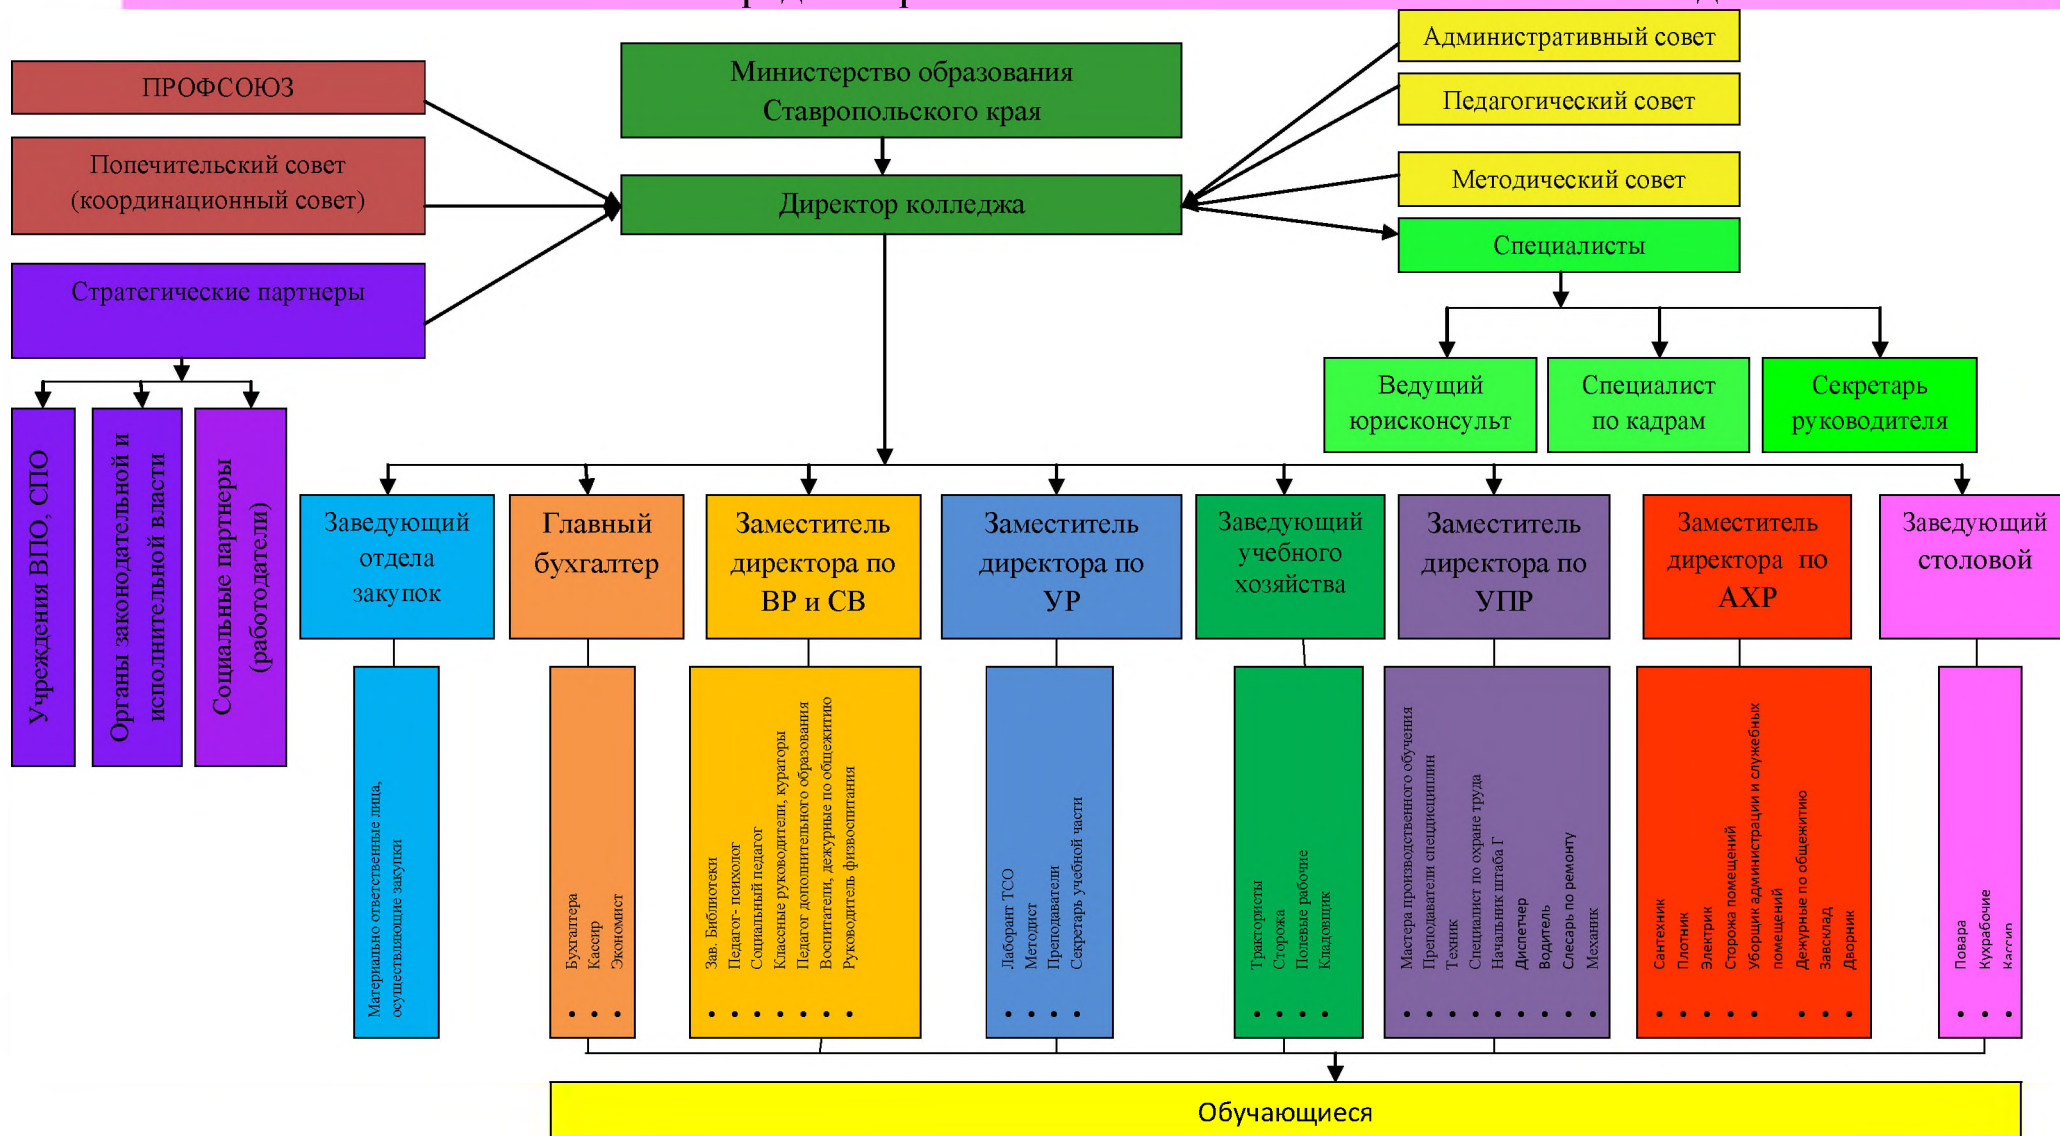 ПРОФСОЮЗ
Попечительский совет
(координационный совет)
Стратегические партнеры
Министерство образования
Ставропольского края
Директор колледжа
Административный совет
Педагогический совет
Методический совет
Специалисты
Ведущий
юрисконсульт
Специалист
по кадрам
Секретарь
руководителя
Учреждения ВПО, СПО
Органы законодательной и
исполнительной власти
Социальные партнеры
(работодатели)
Заведующий
отдела
закупок
Главный
бухгалтер
Заместитель
директора по
ВР и СВ
Заместитель
директора по
УР
Заведующий
учебного
хозяйства
Заместитель
директора по
УПР
Заместитель
директора по
АХР
Заведующий
столовой
Материально ответственные лица,
осуществляющие закупки
• Бухгалтера
• Кассир
• Экономист
• Зав. Библиотеки
• Педагог- психолог
• Социальный педагог
• Классные руководители, кураторы
• Педагог дополнительного образования
• Воспитатели, дежурные по общежитию
• Руководитель физвоспитания
• Лаборант ТСО
• Методист
• Преподаватели
• Секретарь учебной части
• Трактористы
• Сторожа
• Полевые рабочие
• Кладовщик
• Мастера производственного обучения
• Преподаватели спецдисциплин
• Техник
• Специалист по охране труда
• Начальник штаба Г
• Диспетчер
• Водитель
• Слесарь по ремонту
• Механик
• Сантехник
• Плотник
• Электрик
• Сторожа помещений
• Уборщик администрации и служебных
помещений
• Дежурные по общежитию
• Завсклад
• Дворник
• Повара
• Кухрабочие
• Кассир
Обучающиеся